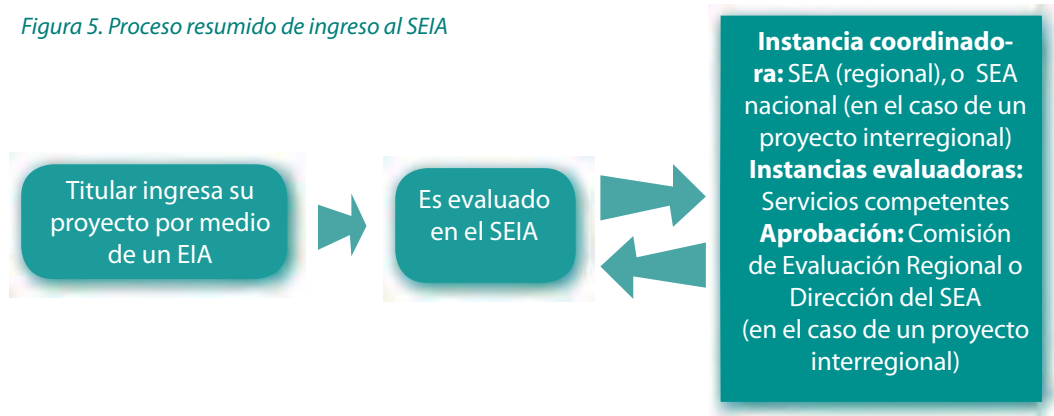 Figura 5. Proceso resumido de ingreso al SEIA
Titular ingresa su
proyecto por medio
de un EIA
Es evaluado
en el SEIA
Instancia coordinado-
ra: SEA (regional), o SEA
nacional (en el caso de un
proyecto interregional)
Instancias evaluadoras:
Servicios competentes
Aprobación: Comisión
de Evaluación Regional o
Dirección del SEA
(en el caso de un proyecto
interregional)